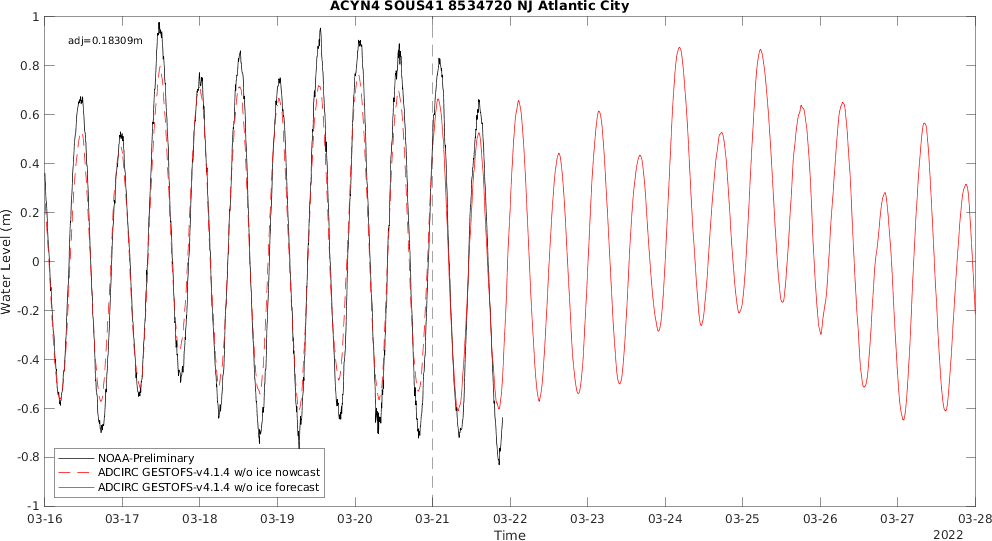 ACYN4 SOUS41 8534720 NJ Atlantic City
adj=0.18309m
Water Level (m)
1
0.8
0.6
0.4
0.2
0
-0.2
-0.4
-0.6
-0.8
-1
NOAA-Preliminary
ADCIRC GESTOFS-v4.1.4 w/o ice nowcast
ADCIRC GESTOFS-v4.1.4 w/o ice forecast
03-16 03-17 03-18 03-19 03-20 03-21 03-22 03-23 03-24 03-25 03-26 03-27 03-28
Time
2022